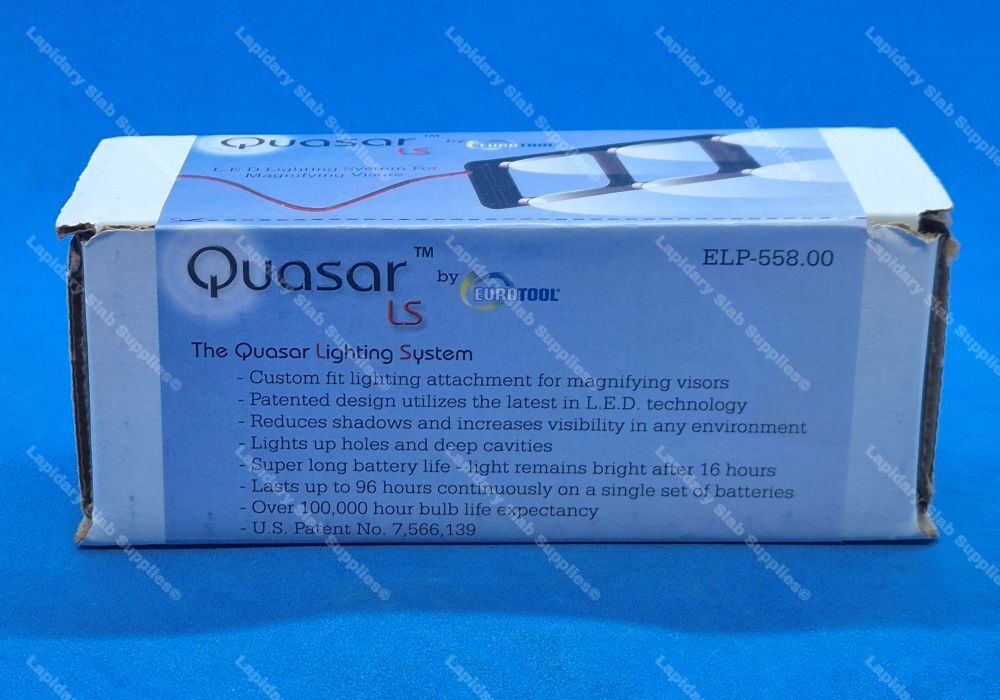 Quasar™ by EUROTOOL
LS
L.E.D Lighting System For
Magnifying Visors
Quasar™ by EUROTOOL®
LS
ELP-558.00
The Quasar Lighting System
- Custom fit lighting attachment for magnifying visors
- Patented design utilizes the latest in L.E.D. technology
- Reduces shadows and increases visibility in any environment
- Lights up holes and deep cavities
- Super long battery life - light remains bright after 16 hours
- Lasts up to 96 hours continuously on a single set of batteries
- Over 100,000 hour bulb life expectancy
- U.S. Patent No. 7,566,139
Lapidary Slab Supplies®